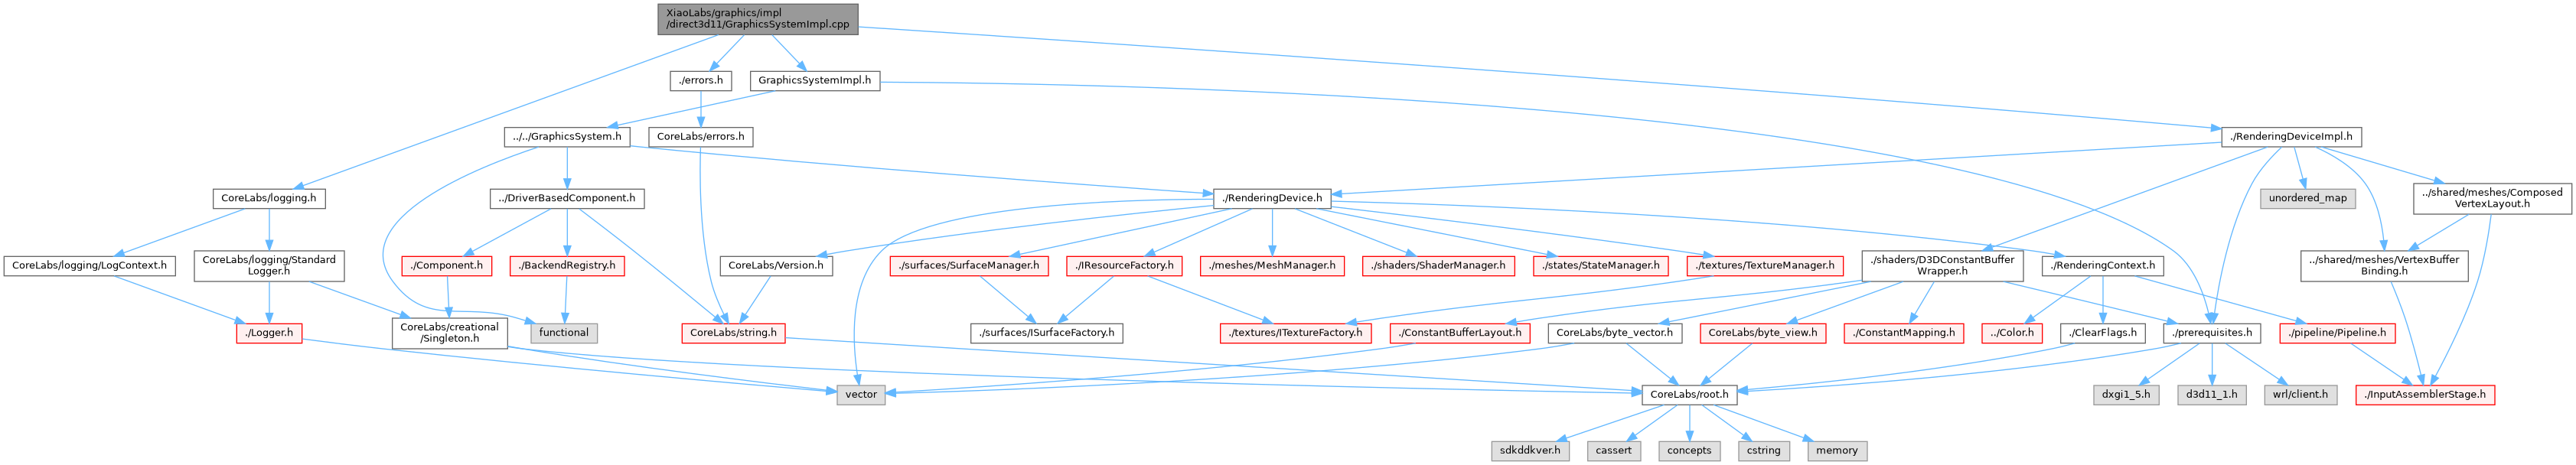 XiaoLabs/graphics/impl
/direct3d11/GraphicsSystemImpl.cpp
./errors.h
GraphicsSystemImpl.h
../../GraphicsSystem.h
CoreLabs/errors.h
./RenderingDeviceImpl.h
CoreLabs/logging.h
../DriverBasedComponent.h
./RenderingDevice.h
unordered_map
../shared/meshes/Composed
VertexLayout.h
CoreLabs/logging/LogContext.h
CoreLabs/logging/Standard
Logger.h
./Component.h
./BackendRegistry.h
CoreLabs/Version.h
./surfaces/SurfaceManager.h
./IResourceFactory.h
./meshes/MeshManager.h
./shaders/ShaderManager.h
./states/StateManager.h
./textures/TextureManager.h
./shaders/D3DConstantBuffer
Wrapper.h
./RenderingContext.h
../shared/meshes/VertexBuffer
Binding.h
./Logger.h
CoreLabs/creational
/Singleton.h
functional
CoreLabs/string.h
./surfaces/ISurfaceFactory.h
./textures/ITextureFactory.h
./ConstantBufferLayout.h
CoreLabs/byte_vector.h
CoreLabs/byte_view.h
./ConstantMapping.h
../Color.h
./ClearFlags.h
./prerequisites.h
./pipeline/Pipeline.h
vector
CoreLabs/root.h
dxgi1_5.h
d3d11_1.h
wrl/client.h
./InputAssemblerStage.h
sdkddkver.h
cassert
concepts
cstring
memory